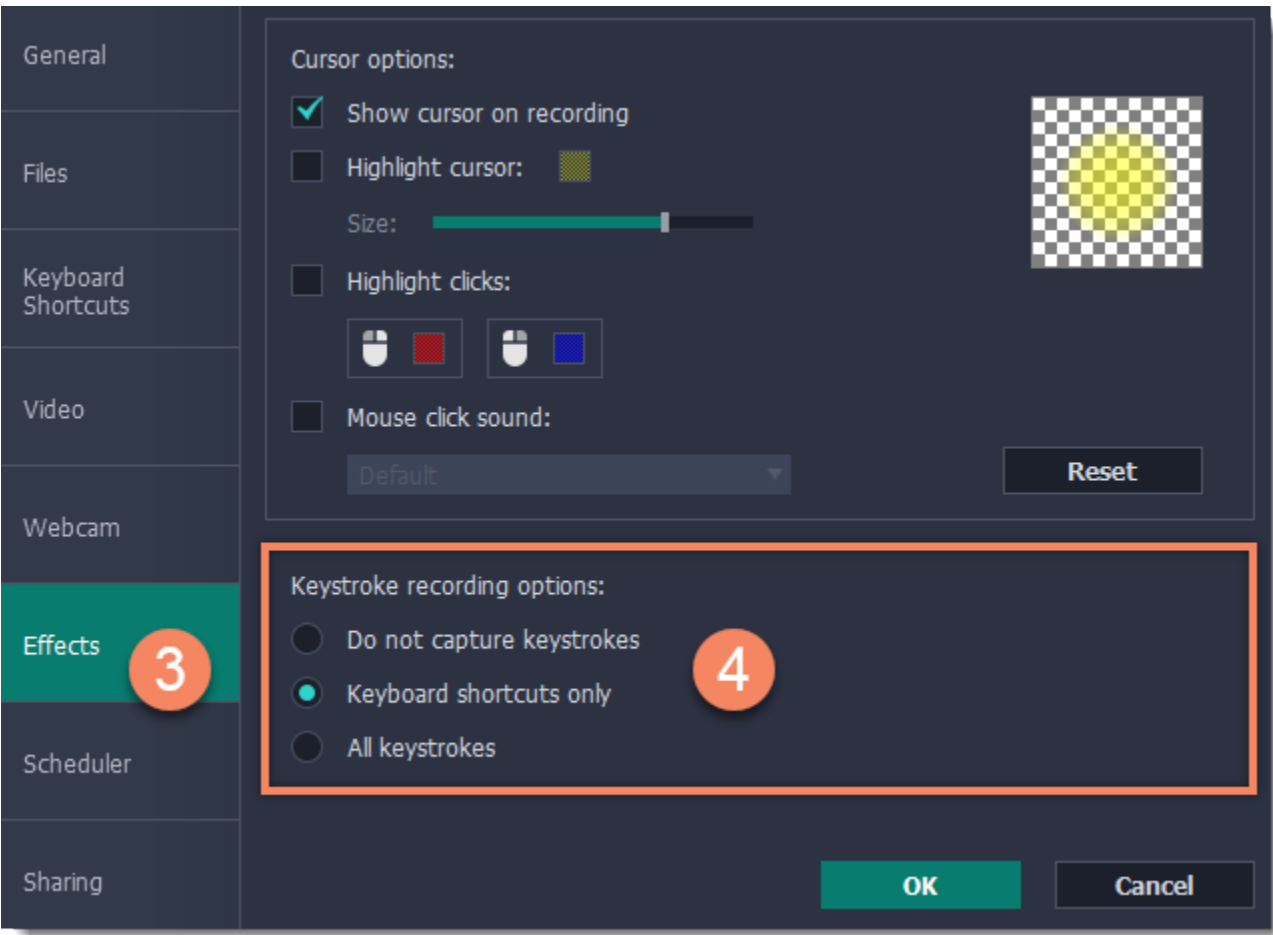 General
Files
Keyboard
Shortcuts
Video
Webcam
Effects
3
Scheduler
Sharing
Cursor options:
Show cursor on recording
Highlight cursor:
Size:
Highlight clicks:
Mouse click sound:
Default
Reset
Keystroke recording options:
Do not capture keystrokes
4
Keyboard shortcuts only
All keystrokes
OK
Cancel